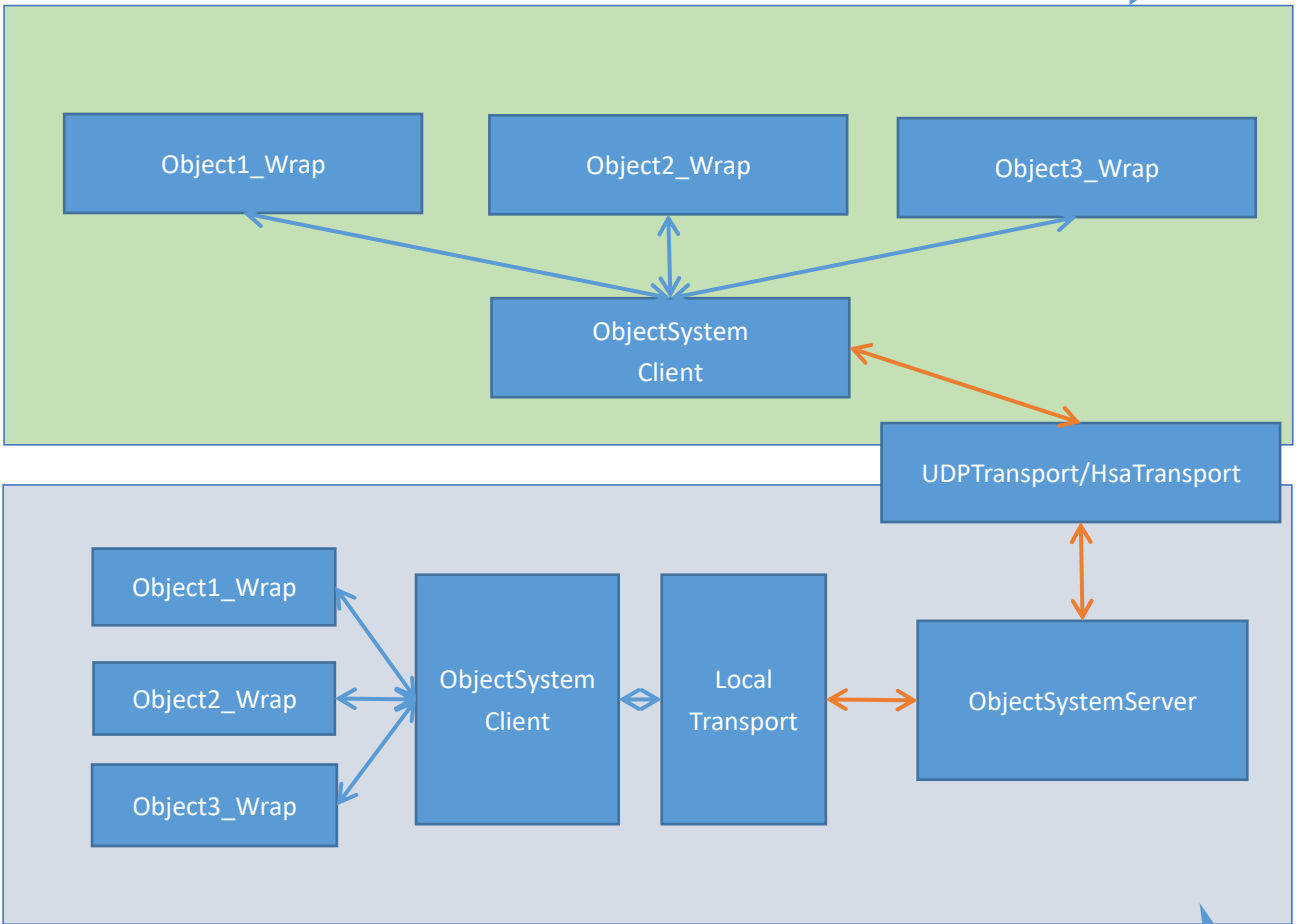 Object1_Wrap
Object2_Wrap
Object3_Wrap
ObjectSystem
Client
UDPTransport/HsaTransport
Object1_Wrap
Object2_Wrap
Object3_Wrap
ObjectSystem
Client
Local
Transport
ObjectSystemServer